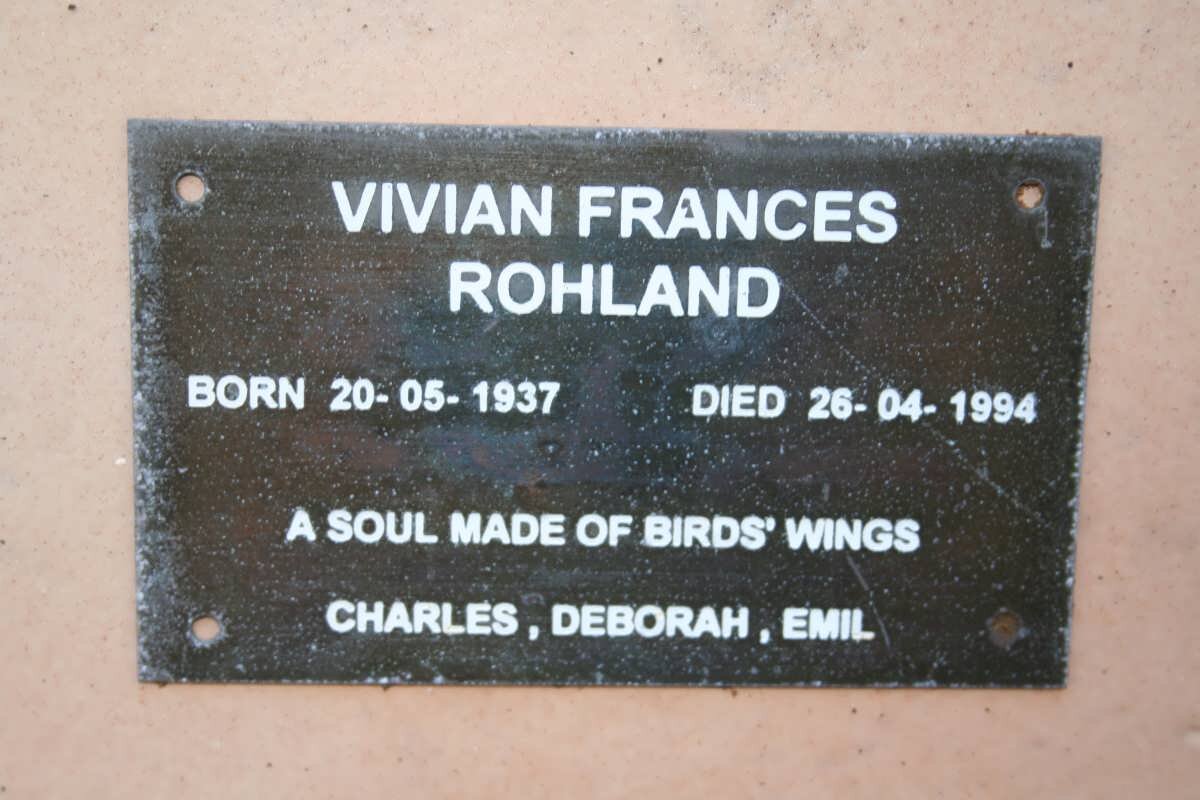 VIVIAN FRANCES
ROHLAND
BORN 20- 05- 1937 DIED 26- 04- 1994
A SOUL MADE OF BIRDS' WINGS
CHARLES , DEBORAH , EMIL